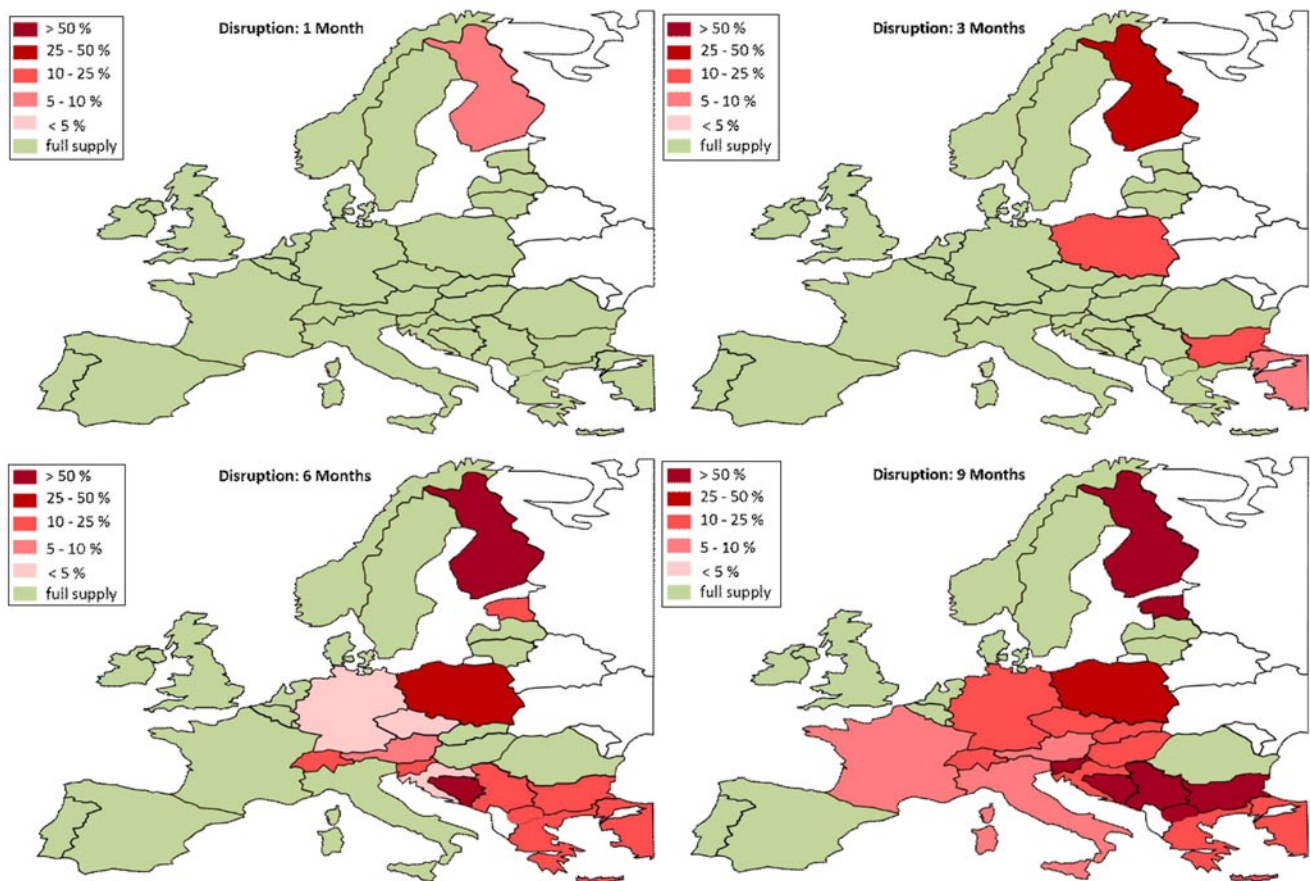 Disruption: 1 Month
> 50 %
25 - 50 %
10 - 25 %
5 - 10 %
< 5 %
full supply
Disruption: 3 Months
> 50 %
25 - 50 %
10 - 25 %
5 - 10 %
< 5 %
full supply
Disruption: 6 Months
> 50 %
25 - 50 %
10 - 25 %
5 - 10 %
< 5 %
full supply
Disruption: 9 Months
> 50 %
25 - 50 %
10 - 25 %
5 - 10 %
< 5 %
full supply